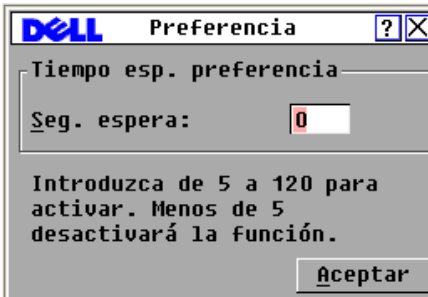 DELL Preferencia ? X
Tiempo esp. preferencia
Seg. espera: 0
Introduzca de 5 a 120 para
activar. Menos de 5
desactivará la función.
Aceptar